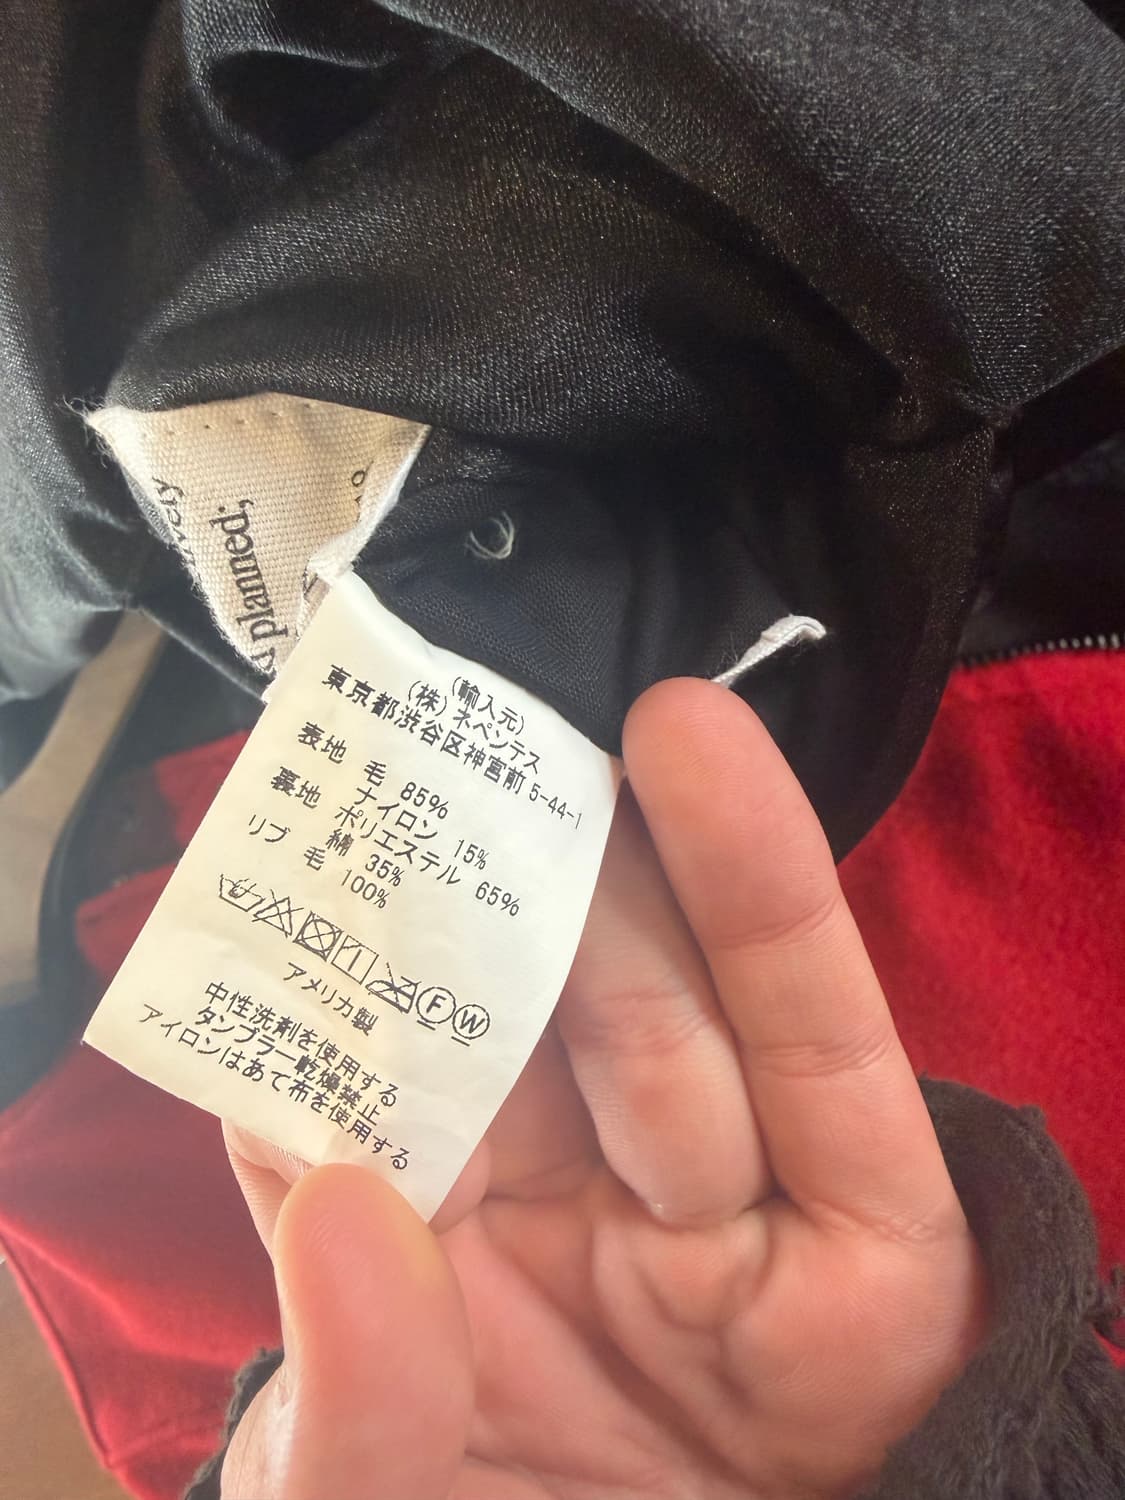 planned,
(輸入元)
(株) ネペンテス
東京都渋谷区神宮前 5-44-1
表地 毛 85%
ナイロン 15%
裏地 ポリエステル 65%
綿 35%
リブ 毛 100%
F W
アメリカ製
中性洗剤を使用する
タンブラー乾燥禁止
アイロンはあて布を使用する